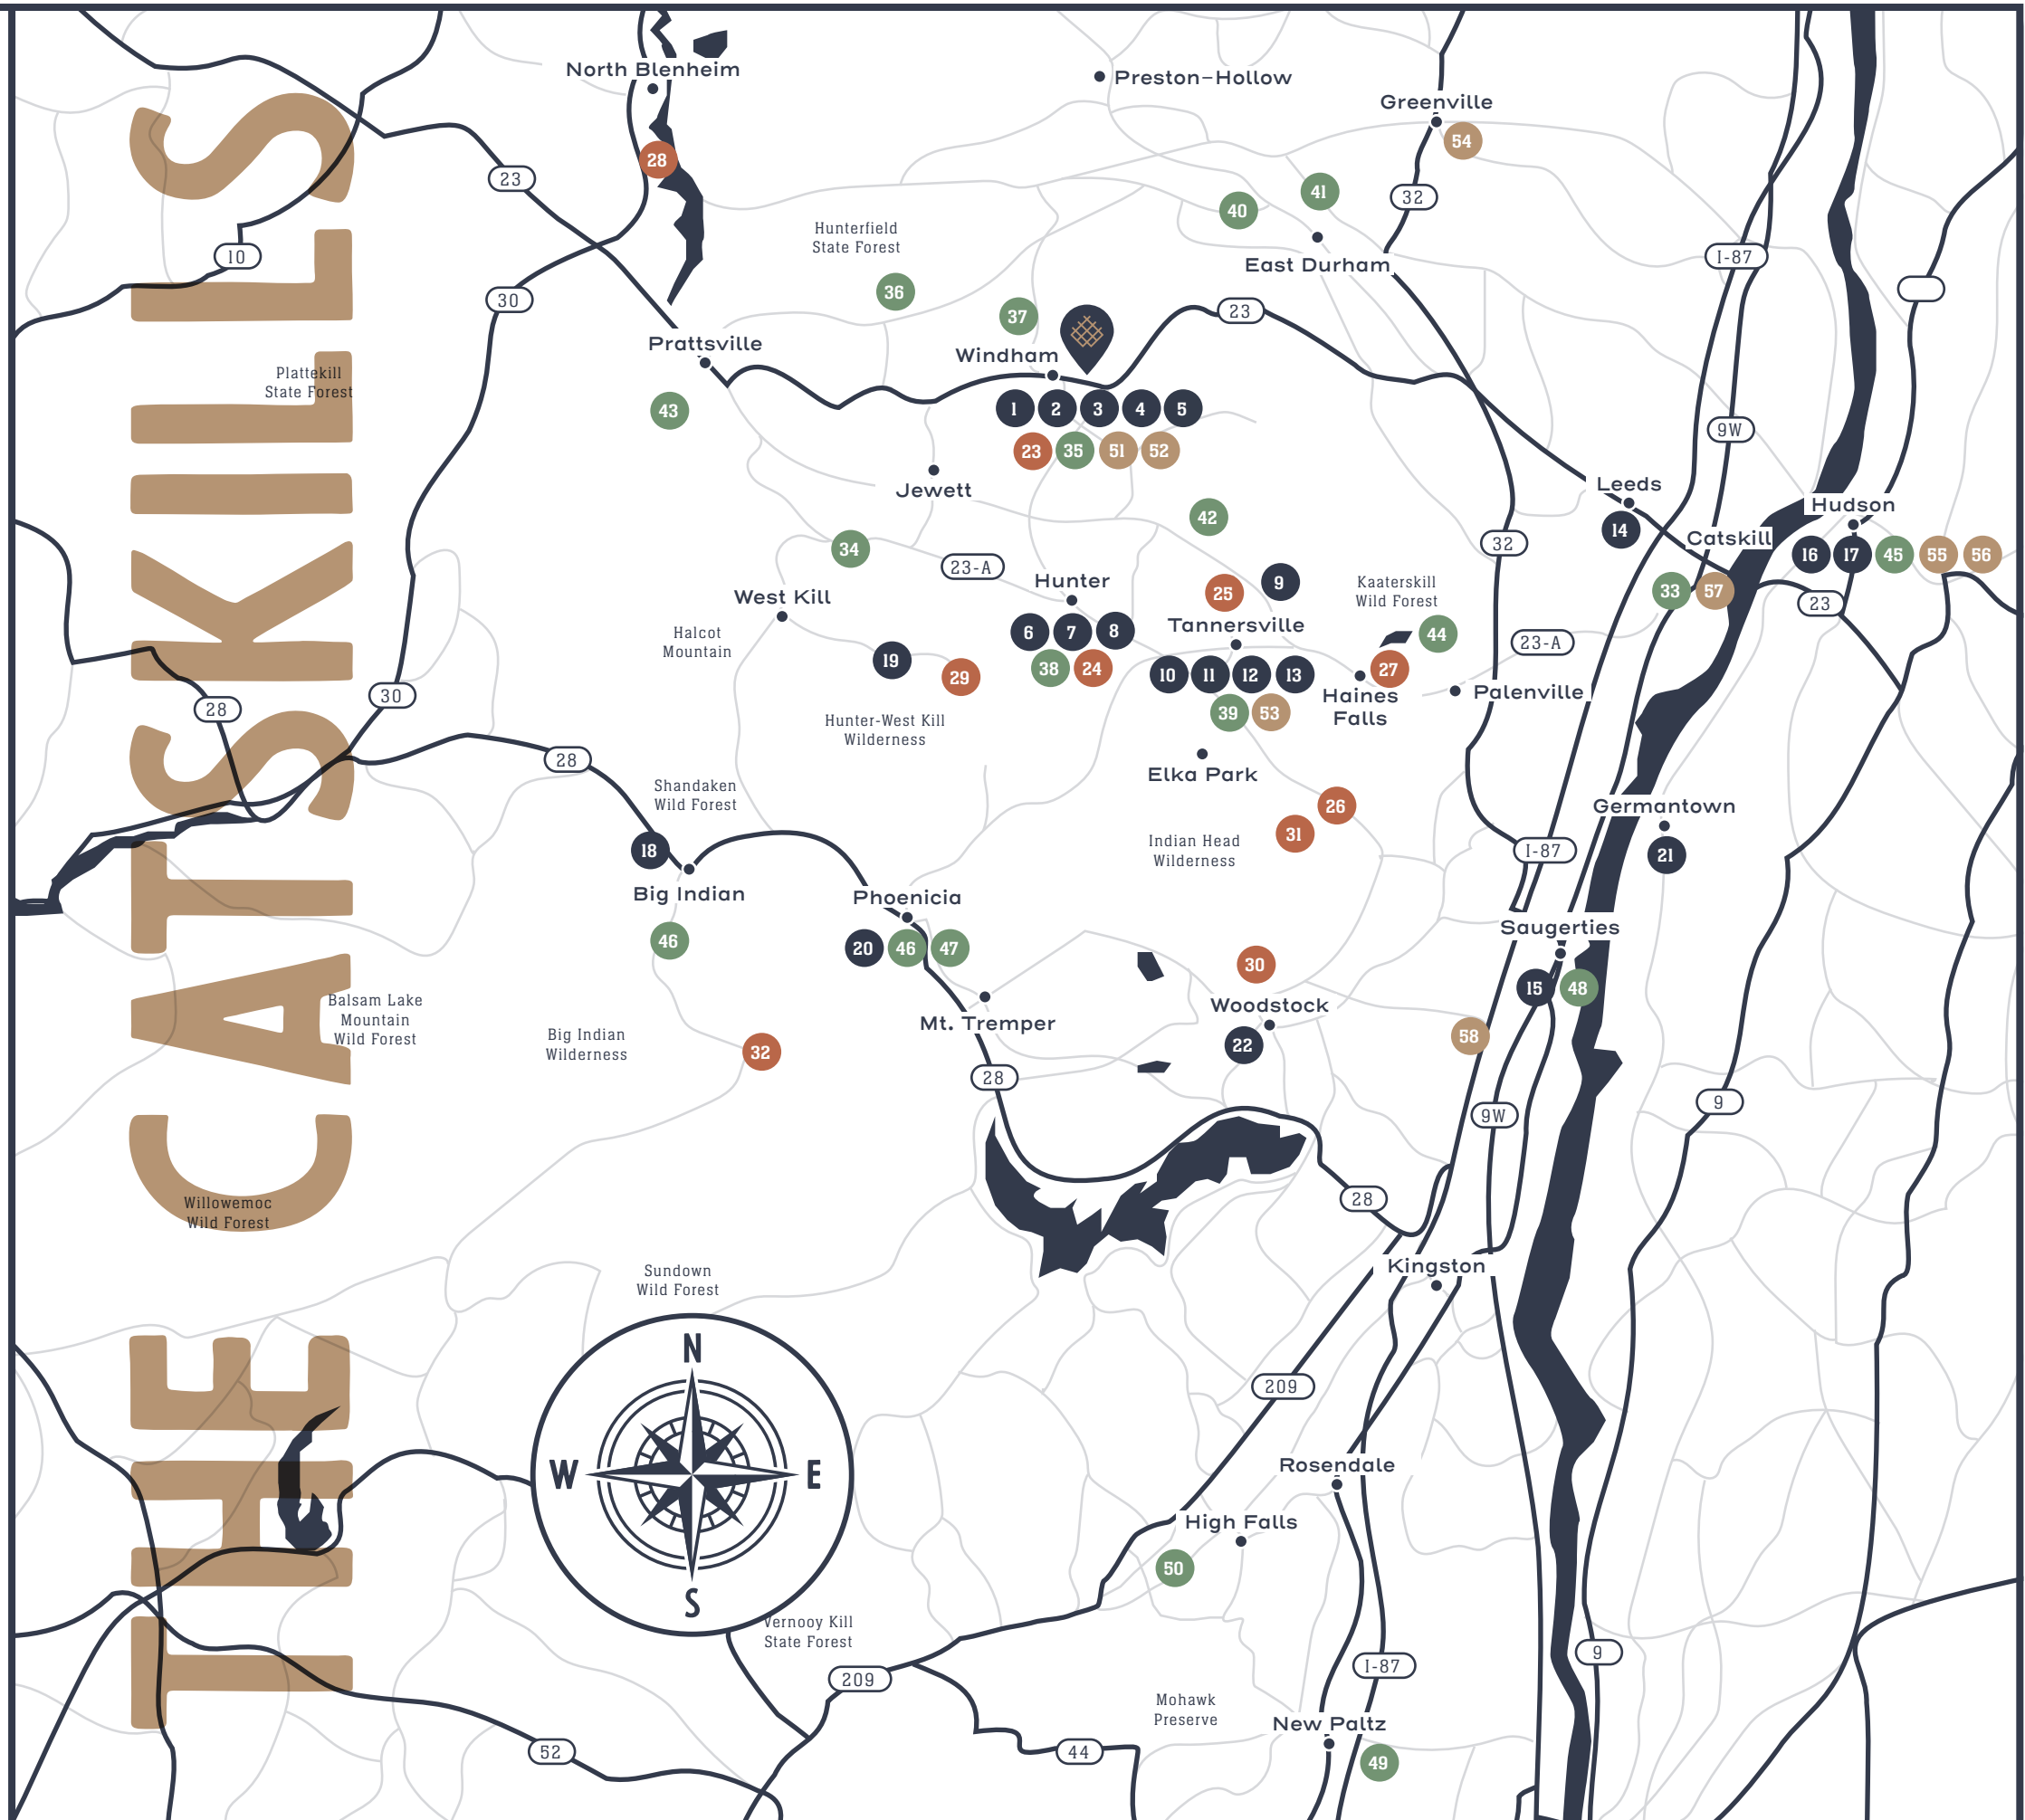 THE CATSKILLS
North Blenheim
Preston-Hollow
Greenville
54
28
23
32
41
40
Hunterfield
State Forest
East Durham
10
I-87
36
30
37
23
Prattsville
Windham
Plattekill
State Forest
43
1 2 3 4 5
9W
23 35 51 52
Jewett
Leeds
Hudson
42
14
Catskill
34
32
16 17 45 55 56
23-A
Hunter
9
Kaaterskill
Wild Forest
West Kill
25
33 57
23
Halcot
Mountain
6 7 8
Tannersville
44
23-A
19
29
38 24
10 11 12 13
27
Palenville
30
28
Haines
Falls
39 53
Hunter-West Kill
Wilderness
28
Elka Park
Shandaken
Wild Forest
26
Germantown
31
Indian Head
Wilderness
18
I-87
21
Big Indian
Phoenicia
Saugerties
46
20 46 47
30
15 48
Balsam Lake
Mountain
Wild Forest
Woodstock
Mt. Tremper
Big Indian
Wilderness
32
22
58
28
9W
9
Willowemoc
Wild Forest
28
Kingston
Sundown
Wild Forest
N
209
W
E
Rosendale
High Falls
50
S
Vernooy Kill
State Forest
209
I-87
9
Mohawk
Preserve
New Paltz
52
44
49